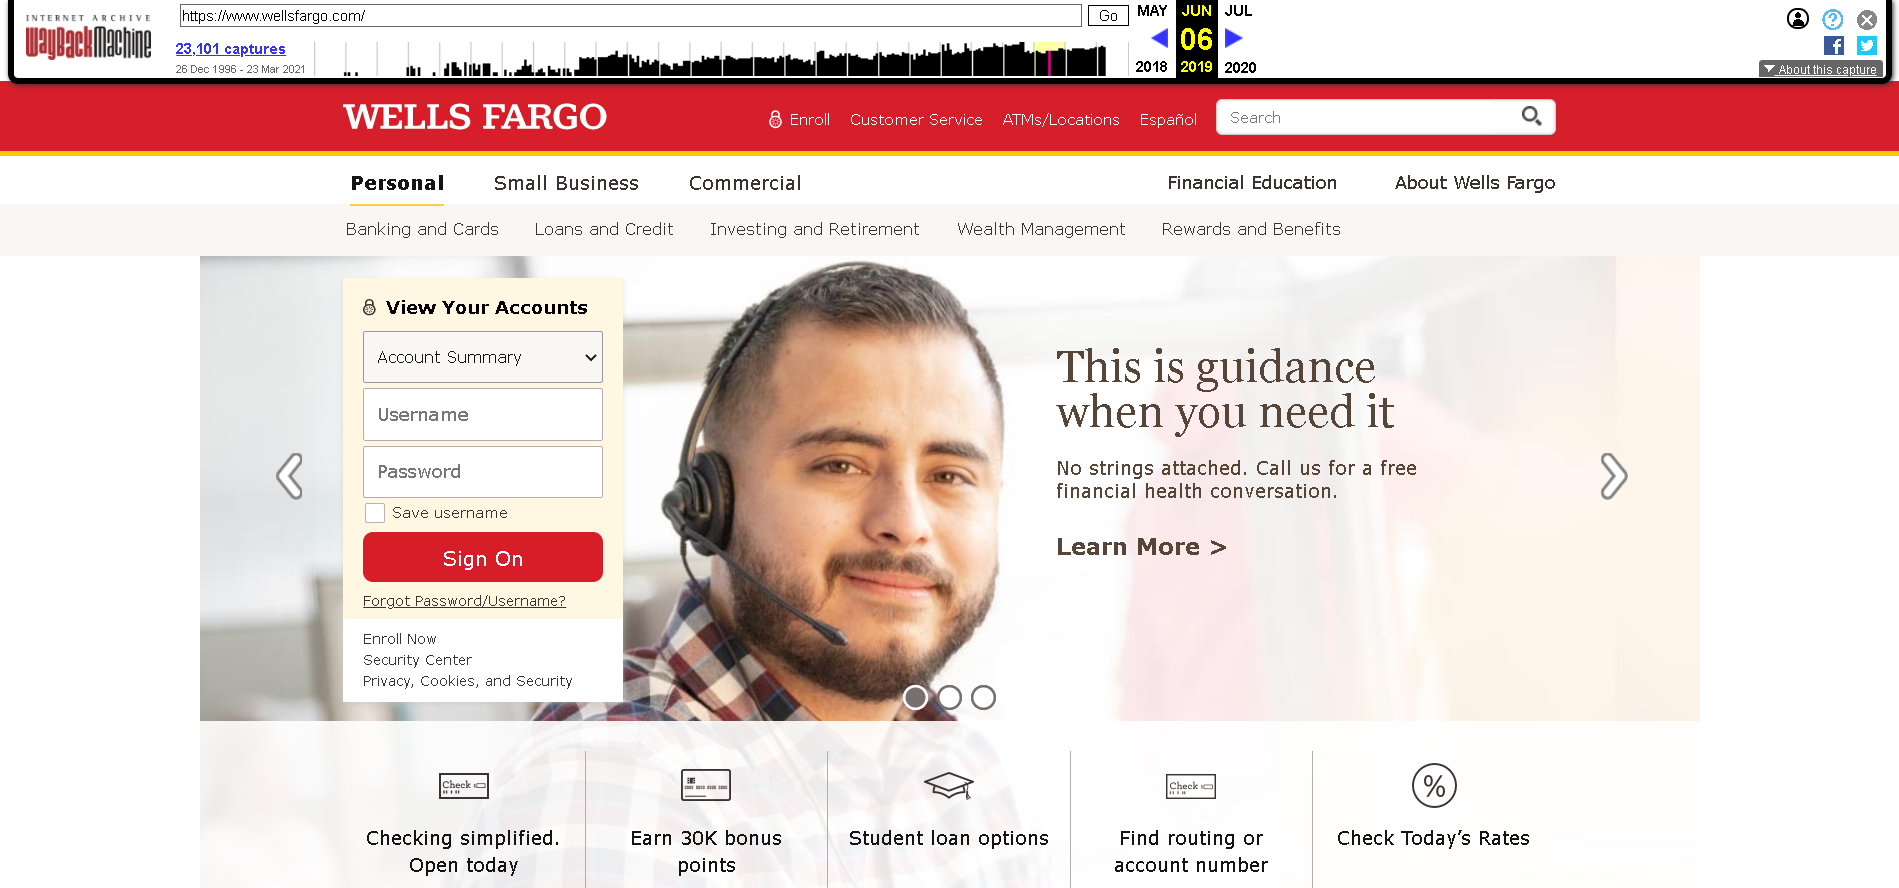 INTERNET ARCHIVE
WayBackMachine
https://www.wellsfargo.com/
Go
23,101 captures
26 Dec 1996 - 23 Mar 2021
MAY JUN JUL
06
2018 2019 2020
About this capture
WELLS FARGO
Enroll Customer Service ATMs/Locations Español
Search
Personal Small Business Commercial Financial Education About Wells Fargo
Banking and Cards Loans and Credit Investing and Retirement Wealth Management Rewards and Benefits
View Your Accounts
Account Summary
Username
Password
Save username
Sign On
Forgot Password/Username?
Enroll Now
Security Center
Privacy, Cookies, and Security
This is guidance
when you need it
No strings attached. Call us for a free
financial health conversation.
Learn More >
Check
Checking simplified.
Open today
Earn 30K bonus
points
Student loan options
Check
Find routing or
account number
%
Check Today's Rates